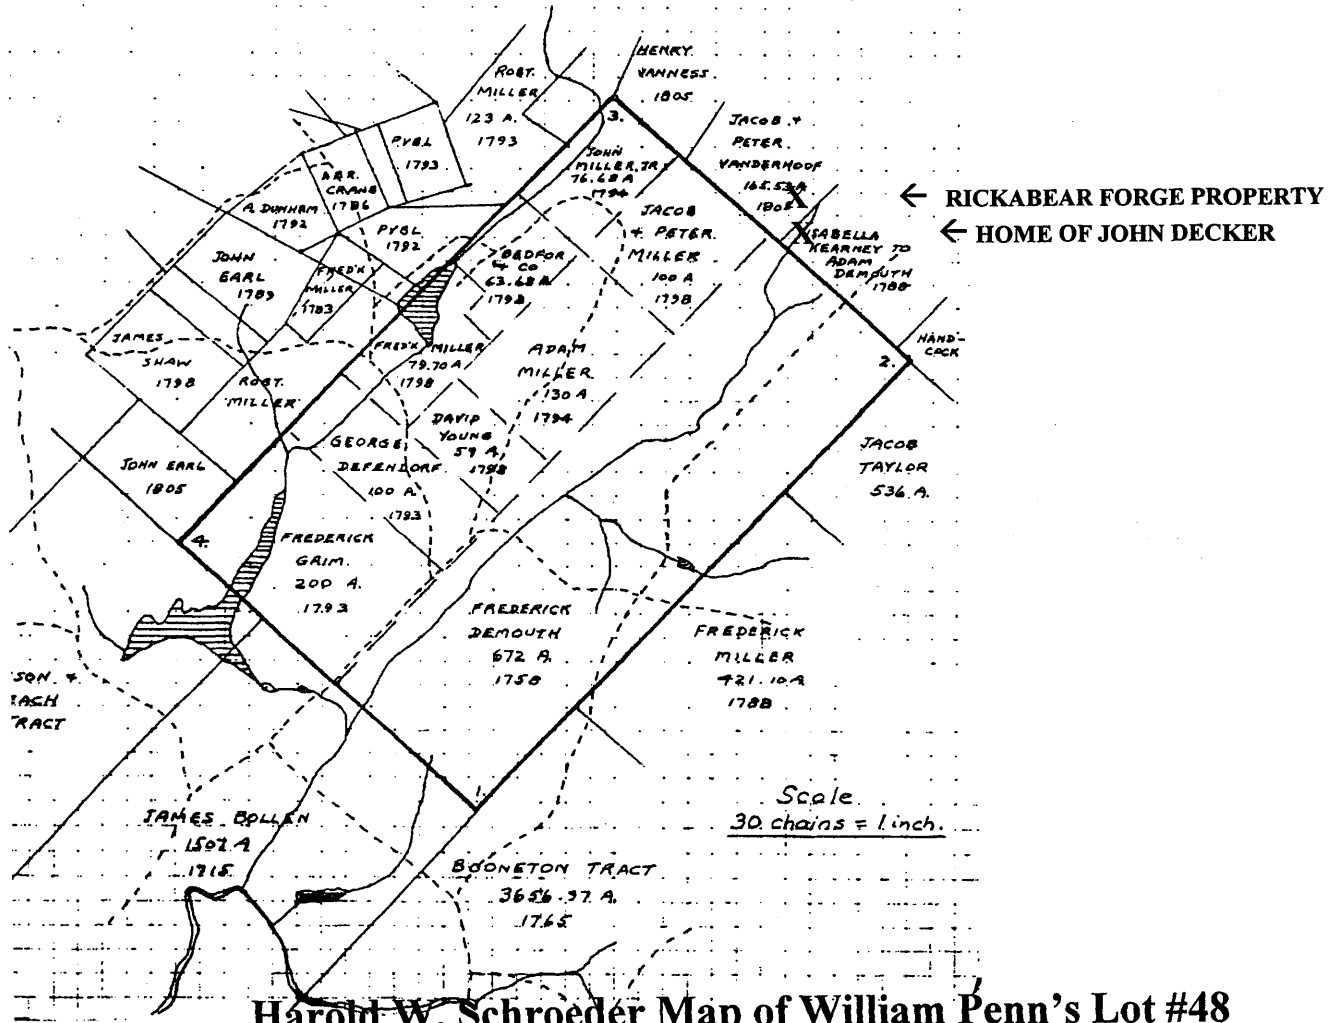 HENRY
VANNESS
1805
ROBT.
MILLER
123 A.
1793
3.
JACOB &
PETER
VANDERHOOF
165.53 A
1805
X
← RICKABEAR FORGE PROPERTY
X
← HOME OF JOHN DECKER
ISABELLA
KEARNEY TO
ADAM
DEMOUTH
1788
PVBL
1793
ABR.
CRANE
1786
A. DUNHAM
1792
PVBL
1792
JOHN
MILLER, JR
76.68 A
1794
JACOB
& PETER
MILLER
100 A
1798
BEDFOR
& CO
63.68 A
1792
JOHN
EARL
1789
FRED'K
MILLER
1783
HAND-
COCK
2.
JAMES
SHAW
1798
ROBT.
MILLER
FRED'K MILLER
79.70 A
1798
ADAM
MILLER
130 A
1794
DAVID
YOUNG
59 A.
1798
GEORGE
DEFENDORF
100 A.
1793
JACOB
TAYLOR
536 A.
JOHN EARL
1805
4.
FREDERICK
GRIM.
200 A.
1793
FREDERICK
DEMOUTH
672 A.
1758
FREDERICK
MILLER
421.10 A
1788
SON &
ACH
TRACT
1.
Scale
30 chains = 1 inch.
JAMES BOLLEN
1507 A
1715
BOONETON TRACT
3656.97 A.
1765
Harold W. Schroeder Map of William Penn's Lot #48